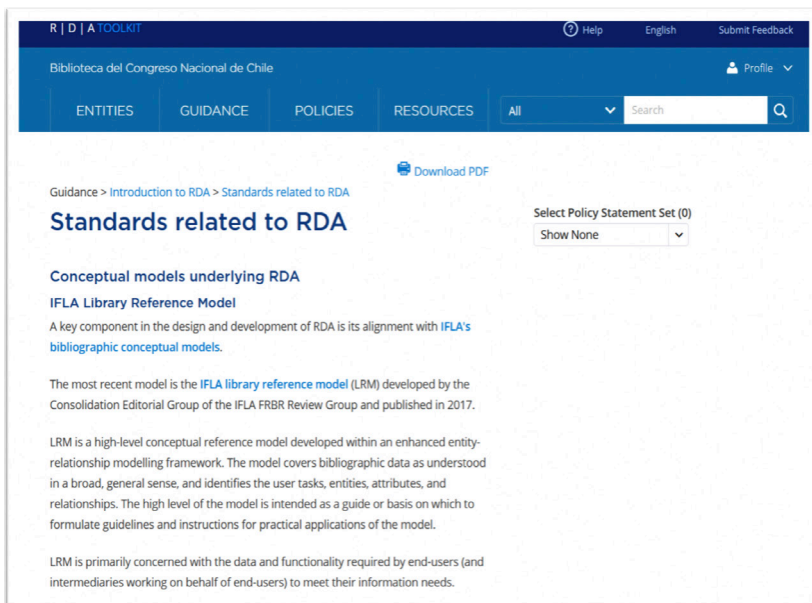 R | D | A TOOLKIT
? Help English Submit Feedback
Biblioteca del Congreso Nacional de Chile
Profile
ENTITIES GUIDANCE POLICIES RESOURCES All Search
Download PDF
Guidance > Introduction to RDA > Standards related to RDA
Standards related to RDA
Select Policy Statement Set (0)
Show None
Conceptual models underlying RDA
IFLA Library Reference Model
A key component in the design and development of RDA is its alignment with IFLA's
bibliographic conceptual models.
The most recent model is the IFLA library reference model (LRM) developed by the
Consolidation Editorial Group of the IFLA FRBR Review Group and published in 2017.
LRM is a high-level conceptual reference model developed within an enhanced entity-
relationship modelling framework. The model covers bibliographic data as understood
in a broad, general sense, and identifies the user tasks, entities, attributes, and
relationships. The high level of the model is intended as a guide or basis on which to
formulate guidelines and instructions for practical applications of the model.
LRM is primarily concerned with the data and functionality required by end-users (and
intermediaries working on behalf of end-users) to meet their information needs.